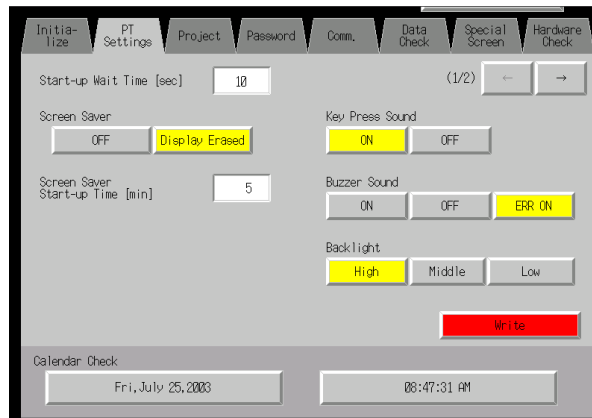 Initia-
lize
PT
Settings
Project
Password
Comm.
Data
Check
Special
Screen
Hardware
Check
Start-up Wait Time [sec]
10
(1/2)
←
→
Screen Saver
OFF
Display Erased
Key Press Sound
ON
OFF
Screen Saver
Start-up Time [min]
5
Buzzer Sound
ON
OFF
ERR ON
Backlight
High
Middle
Low
Write
Calendar Check
Fri,July 25,2003
08:47:31 AM